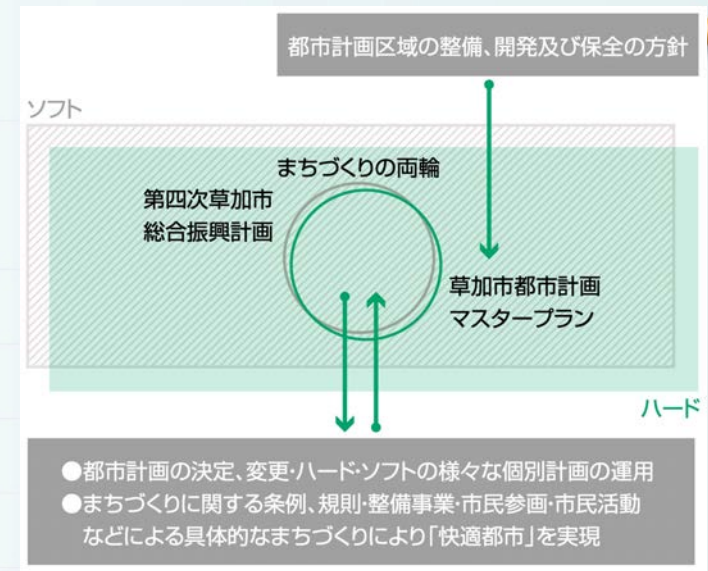 都市計画区域の整備、開発及び保全の方針
ソフト
まちづくりの両輪
第四次草加市
総合振興計画
草加市都市計画
マスタープラン
ハード
●都市計画の決定、変更・ハード・ソフトの様々な個別計画の運用
●まちづくりに関する条例、規則・整備事業・市民参画・市民活動
などによる具体的なまちづくりにより「快適都市」を実現